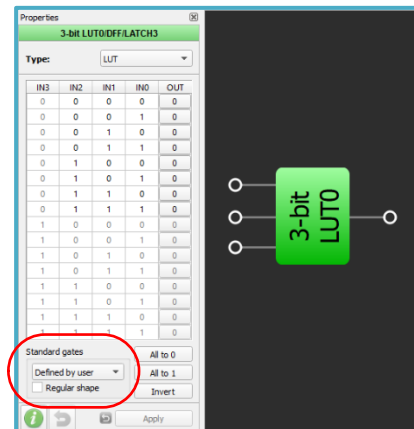 Properties
3-bit LUT0/DFF/LATCH3
Type: LUT
IN3 IN2 IN1 IN0 OUT
0 0 0 0 0
0 0 0 1 0
0 0 1 0 0
0 0 1 1 0
0 1 0 0 0
0 1 0 1 0
0 1 1 0 0
0 1 1 1 0
1 0 0 0 0
1 0 0 1 0
1 0 1 0 0
1 0 1 1 0
1 1 0 0 0
1 1 0 1 0
1 1 1 0 0
1 1 1 1 0
Standard gates
All to 0
Defined by user
All to 1
Regular shape
Invert
Apply
3-bit
LUT0